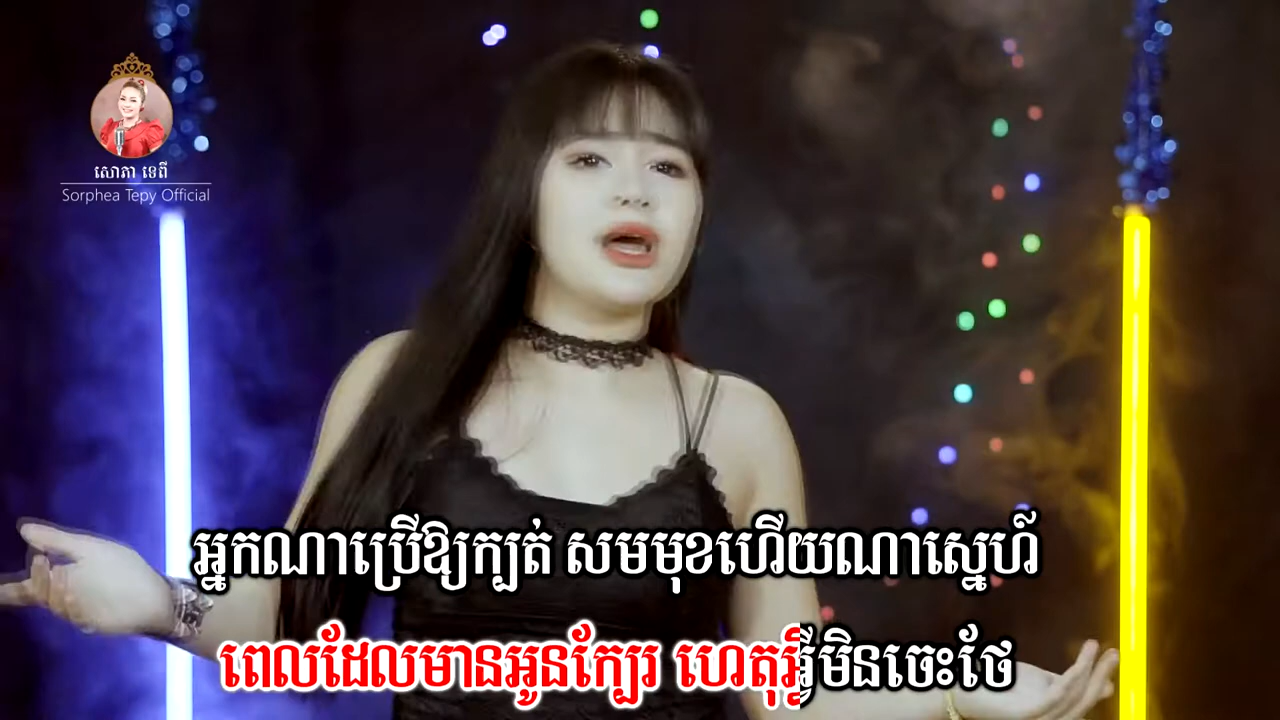 សោភា ទេពី
Sorphea Tepy Official
អ្នកណាប្រើឱ្យក្បត់ សមមុខហើយណាស្នេហ៍
ពេលដែលមានអូនក្បែរ ហេតុអ្វីមិនចេះថែ